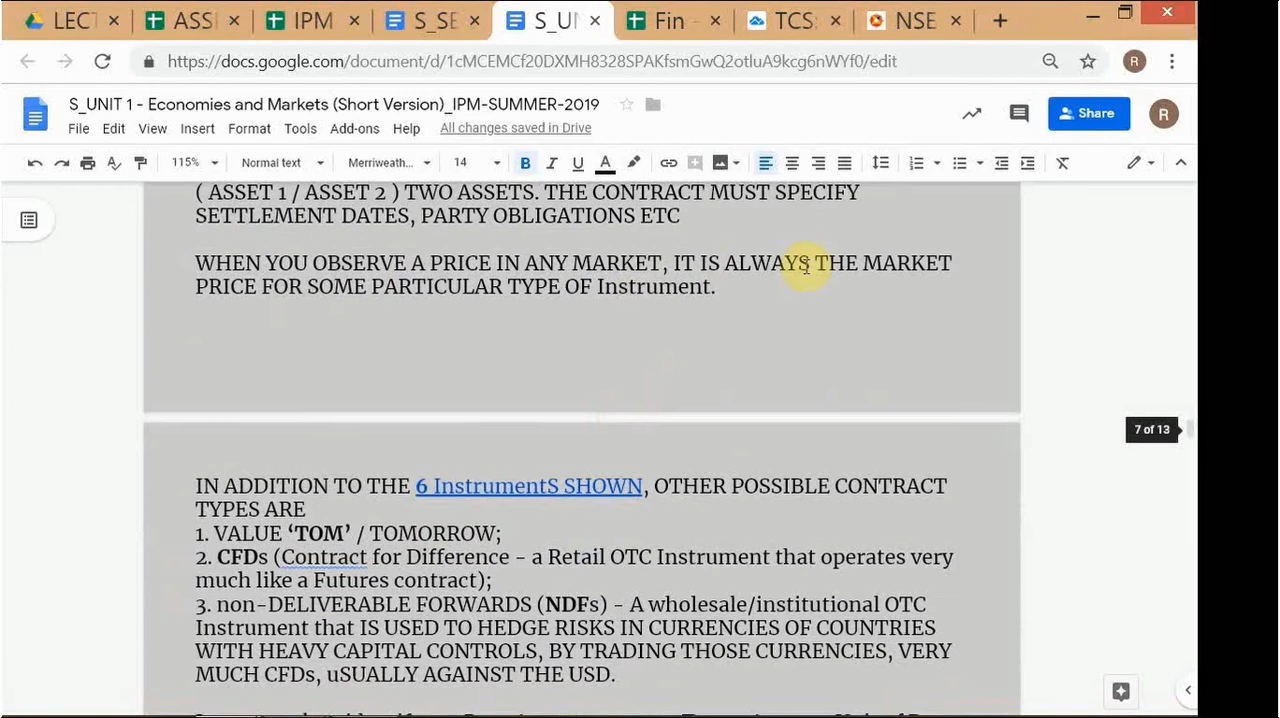 LECT
ASSI
IPM
S_SE
S_UN
Fin -
TCS:
NSE
https://docs.google.com/document/d/1cMCEMCf20DXMH8328SPAKfsmGwQ2otluA9kcg6nWYf0/edit
R
S_UNIT 1 - Economies and Markets (Short Version)_IPM-SUMMER-2019
File Edit View Insert Format Tools Add-ons Help All changes saved in Drive
Share
R
115% Normal text Merriweath... 14 B I U A
( ASSET 1 / ASSET 2 ) TWO ASSETS. THE CONTRACT MUST SPECIFY
SETTLEMENT DATES, PARTY OBLIGATIONS ETC
WHEN YOU OBSERVE A PRICE IN ANY MARKET, IT IS ALWAYS THE MARKET
PRICE FOR SOME PARTICULAR TYPE OF Instrument.
7 of 13
IN ADDITION TO THE 6 InstrumentS SHOWN, OTHER POSSIBLE CONTRACT
TYPES ARE
1. VALUE ‘TOM’ / TOMORROW;
2. CFDs (Contract for Difference - a Retail OTC Instrument that operates very
much like a Futures contract);
3. non-DELIVERABLE FORWARDS (NDFs) - A wholesale/institutional OTC
Instrument that IS USED TO HEDGE RISKS IN CURRENCIES OF COUNTRIES
WITH HEAVY CAPITAL CONTROLS, BY TRADING THOSE CURRENCIES, VERY
MUCH CFDs, uSUALLY AGAINST THE USD.